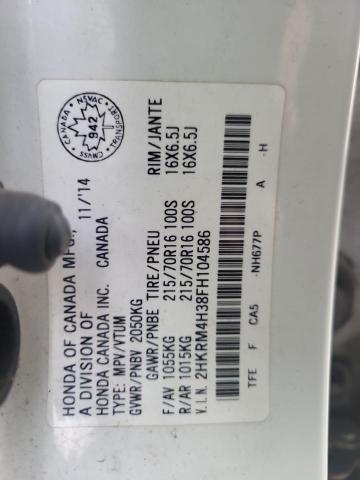 HONDA OF CANADA MFG., 11/'14
A DIVISION OF
HONDA CANADA INC. CANADA
TYPE: MPV/VTUM
GVWR/PNBV 2050KG
GAWR/PNBE TIRE/PNEU RIM/JANTE
F/AV 1055KG 215/70R16 100S 16X6.5J
R/AR 1015KG 215/70R16 100S 16X6.5J
V.I.N. 2HKRM4H38FH104586
TFE F CA5 -NH677P A -H
CANADA
NSVAC
942
TRANSPORT
CMVSS